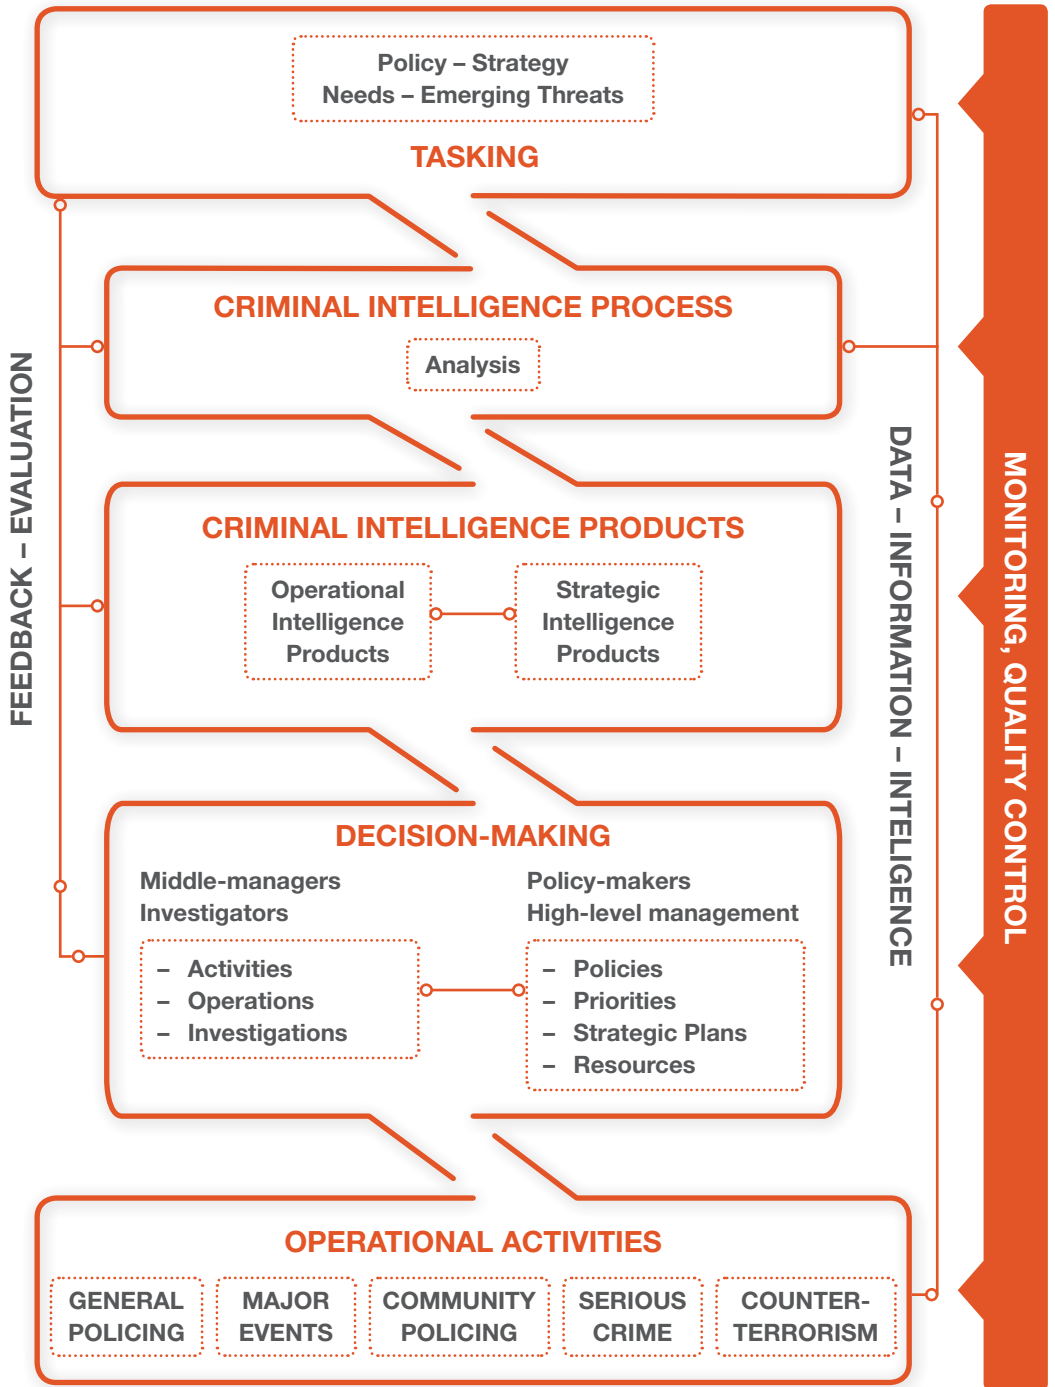 Policy – Strategy
Needs – Emerging Threats
TASKING
CRIMINAL INTELLIGENCE PROCESS
Analysis
CRIMINAL INTELLIGENCE PRODUCTS
Operational
Intelligence
Products
Strategic
Intelligence
Products
DECISION-MAKING
Middle-managers
Investigators
– Activities
– Operations
– Investigations
Policy-makers
High-level management
– Policies
– Priorities
– Strategic Plans
– Resources
OPERATIONAL ACTIVITIES
GENERAL
POLICING
MAJOR
EVENTS
COMMUNITY
POLICING
SERIOUS
CRIME
COUNTER-
TERRORISM
FEEDBACK – EVALUATION
DATA – INFORMATION – INTELIGENCE
MONITORING, QUALITY CONTROL